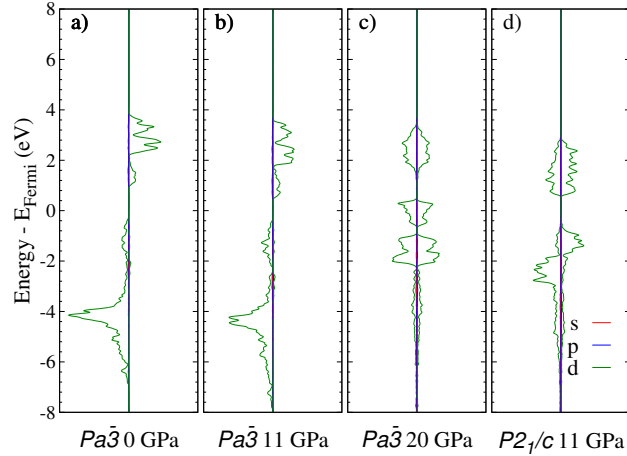 a) b) c) d)
8
6
4
2
0
-2
-4
-6
-8
Energy - E_Fermi (eV)
s
p
d
Pa3̄ 0 GPa Pa3̄ 11 GPa Pa3̄ 20 GPa P2₁/c 11 GPa